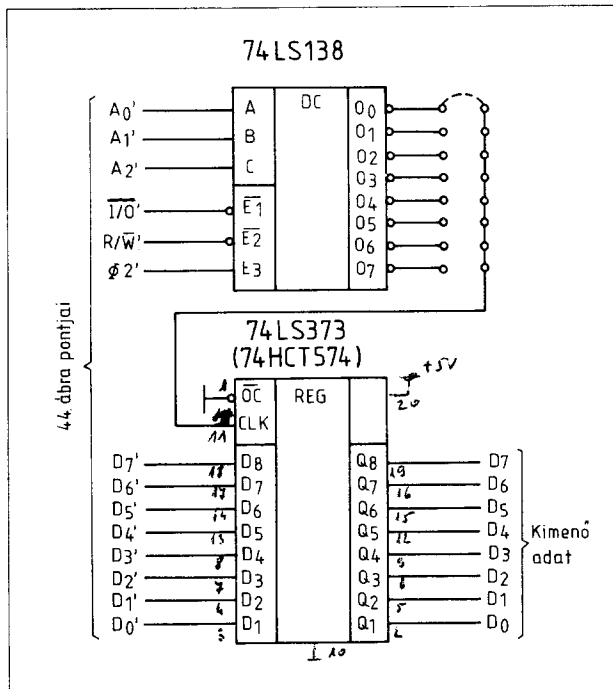 74LS138
A0' A DC O0
A1' B O1
A2' C O2
O3
I/O' E1 O4
R/W' E2 O5
φ2' E3 O6
O7
74LS373
(74HCT574)
+5V
1 OC REG 20
11 CLK
D7' 18 D8 Q8 19 D7
D6' 17 D7 Q7 16 D6
D5' 14 D6 Q6 15 D5
D4' 13 D5 Q5 12 D4
D3' 8 D4 Q4 9 D3
D2' 7 D3 Q3 6 D2
D1' 4 D2 Q2 5 D1
D0' 3 D1 Q1 2 D0
10
44. ábra pontjai
Kimenő
adat